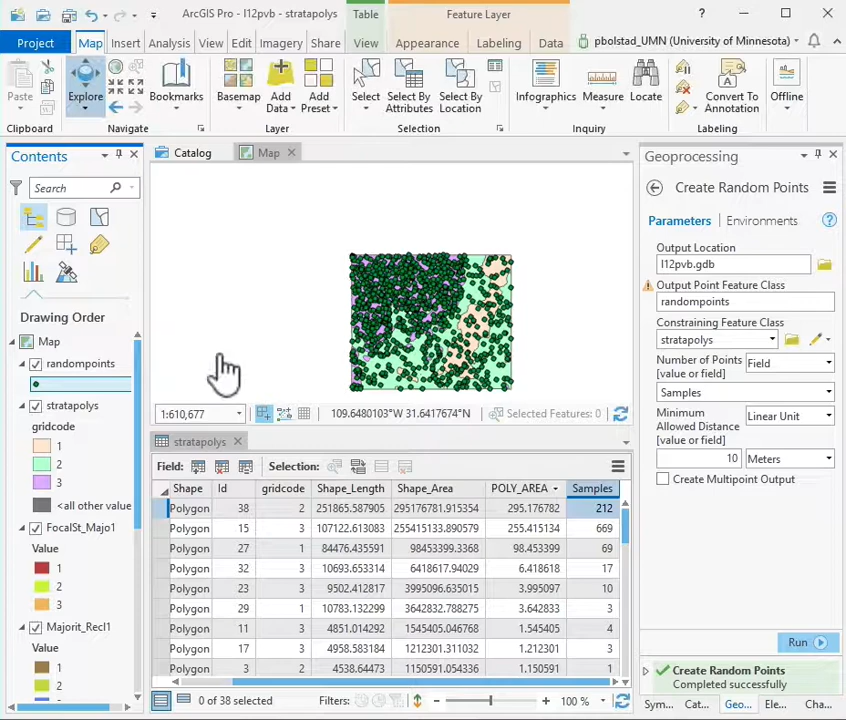 ArcGIS Pro - l12pvb - stratapolys
Table
Feature Layer
Project
Map
Insert
Analysis
View
Edit
Imagery
Share
View
Appearance
Labeling
Data
pbolstad_UMN (University of Minnesota)
Paste
Explore
Bookmarks
Basemap
Add Data
Add Preset
Select
Select By Attributes
Select By Location
Infographics
Measure
Locate
Convert To Annotation
Offline
Clipboard
Navigate
Layer
Selection
Inquiry
Labeling
Contents
Search
Drawing Order
Map
randompoints
stratapolys
gridcode
1
2
3
<all other value
FocalSt_Majo1
Value
1
2
3
Majorit_Recl1
Value
1
2
Catalog
Map
1:610,677
109.6480103°W 31.6417674°N
Selected Features: 0
stratapolys
Field:
Selection:
Shape Id gridcode Shape_Length Shape_Area POLY_AREA Samples
Polygon 38 2 251865.587905 295176781.915354 295.176782 212
Polygon 15 3 107122.613083 255415133.890579 255.415134 669
Polygon 27 1 84476.435591 98453399.3368 98.453399 69
Polygon 32 3 10693.653314 6418617.94029 6.418618 17
Polygon 23 3 9502.412817 3995096.635015 3.995097 10
Polygon 29 1 10783.132299 3642832.788275 3.642833 3
Polygon 11 3 4851.014292 1545405.046768 1.545405 4
Polygon 17 3 4958.583184 1212301.311032 1.212301 3
Polygon 3 2 4538.64473 1150591.054336 1.150591 1
0 of 38 selected
Filters:
100 %
Geoprocessing
Create Random Points
Parameters
Environments
Output Location
l12pvb.gdb
Output Point Feature Class
randompoints
Constraining Feature Class
stratapolys
Number of Points
[value or field]
Field
Samples
Minimum
Allowed Distance
[value or field]
Linear Unit
10
Meters
Create Multipoint Output
Run
Create Random Points
Completed successfully
Sym...
Cat...
Geo...
Ele...
Cha...